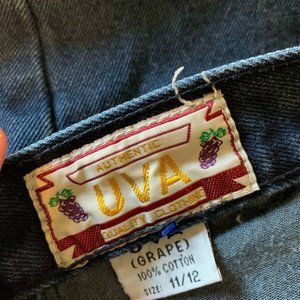 AUTHENTIC
UVA
QUALITY CLOTHING
(GRAPE)
100% COTTON
SIZE: 11/12